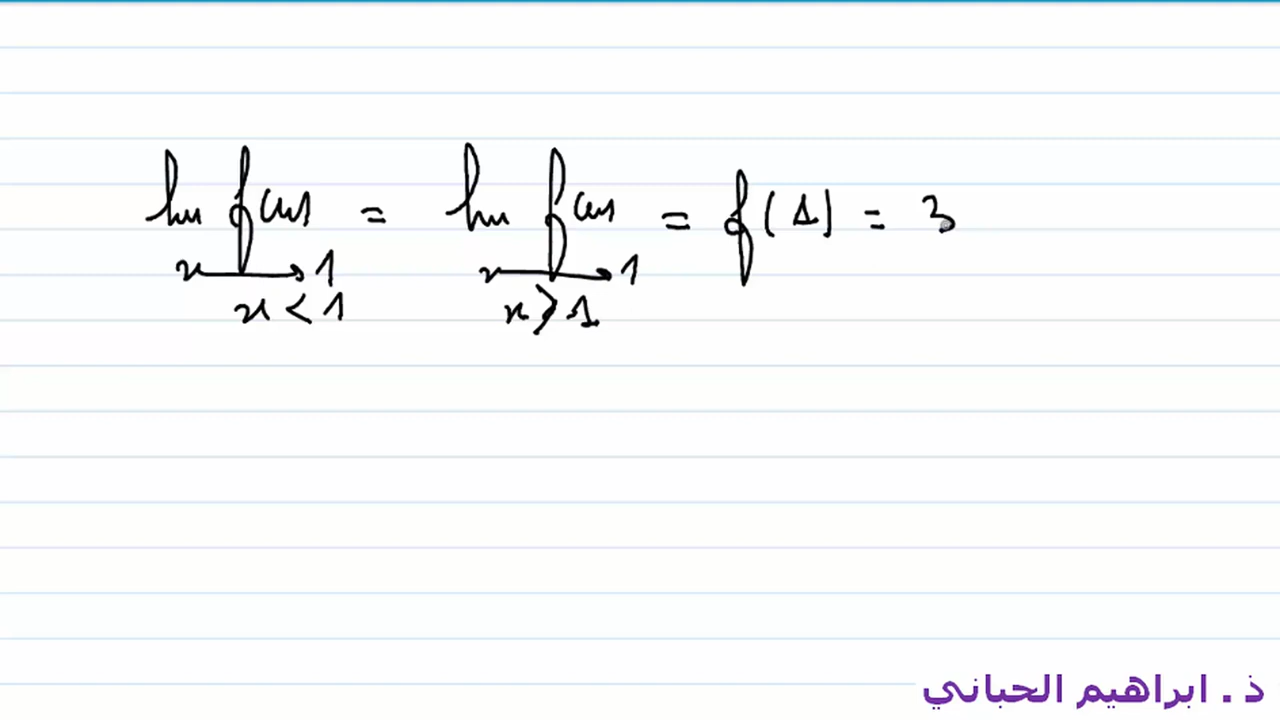 lim f(x) = lim f(x) = f(1) = 3
x → 1 x → 1
x < 1 x > 1
ذ . ابراهيم الحباني